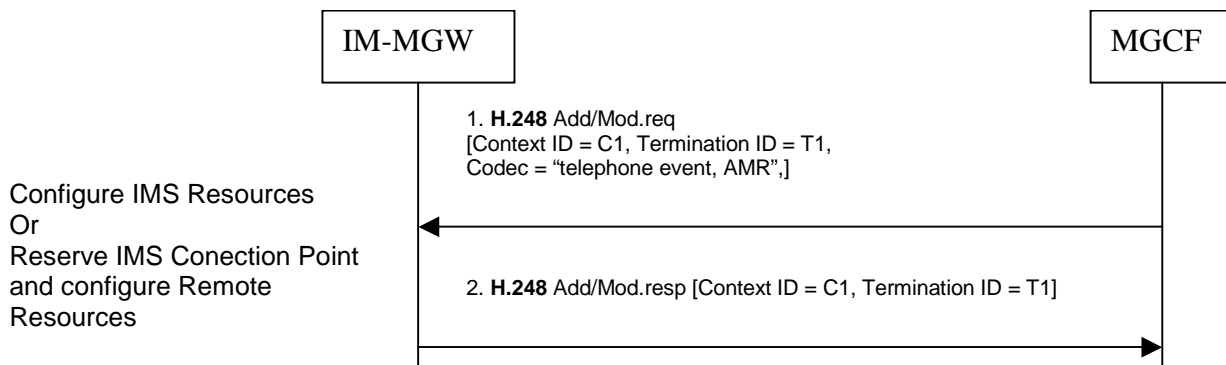 IM-MGW
MGCF
1. H.248 Add/Mod.req
[Context ID = C1, Termination ID = T1,
Codec = “telephone event, AMR”,]
Configure IMS Resources
Or
Reserve IMS Conection Point
and configure Remote
Resources
2. H.248 Add/Mod.resp [Context ID = C1, Termination ID = T1]